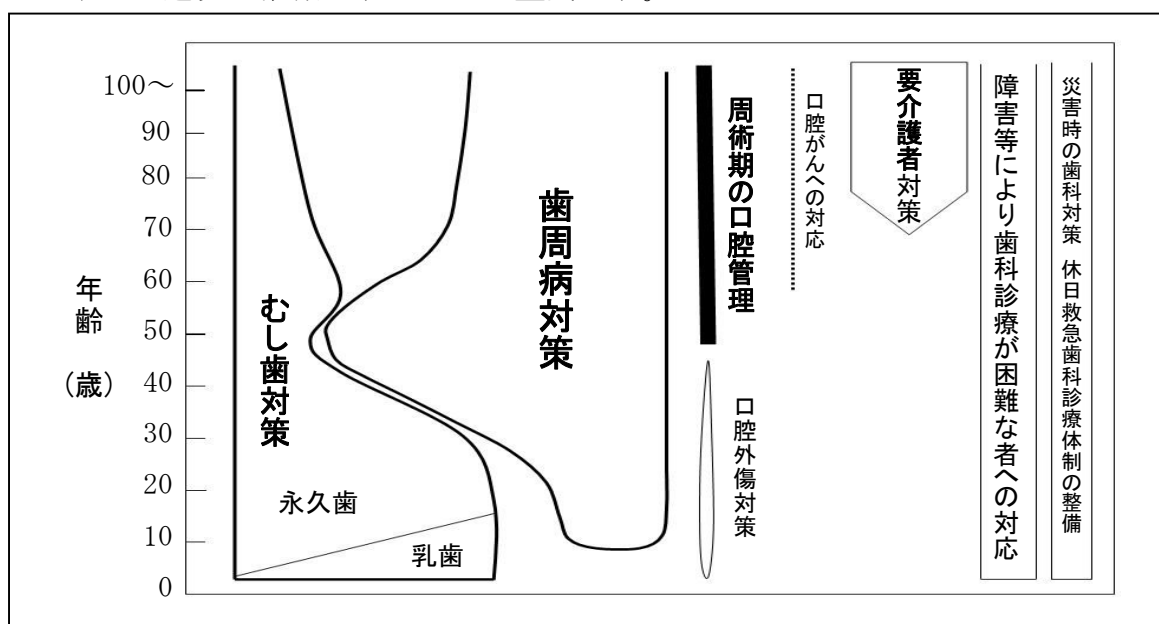 100～
90
80
70
60
50
40
30
20
10
0
年齢
（歳）
むし歯対策
永久歯
乳歯
歯周病対策
周術期の口腔管理
口腔外傷対策
口腔がんへの対応
要介護者対策
障害等により歯科診療が困難な者への対応
災害時の歯科対策 休日救急歯科診療体制の整備